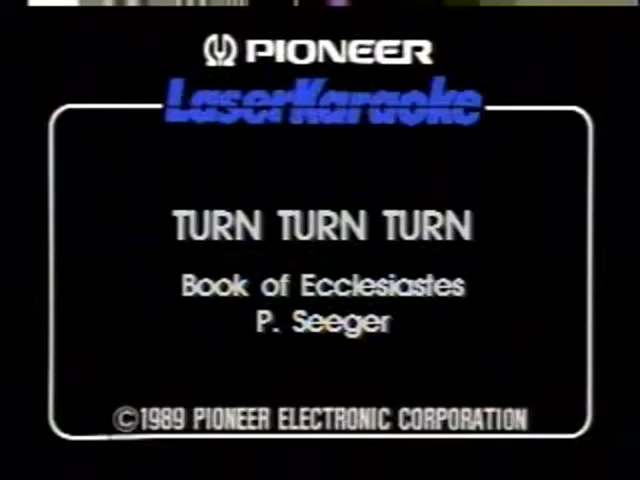 PIONEER
LaserKaraoke
TURN TURN TURN
Book of Ecclesiastes
P. Seeger
©1989 PIONEER ELECTRONIC CORPORATION